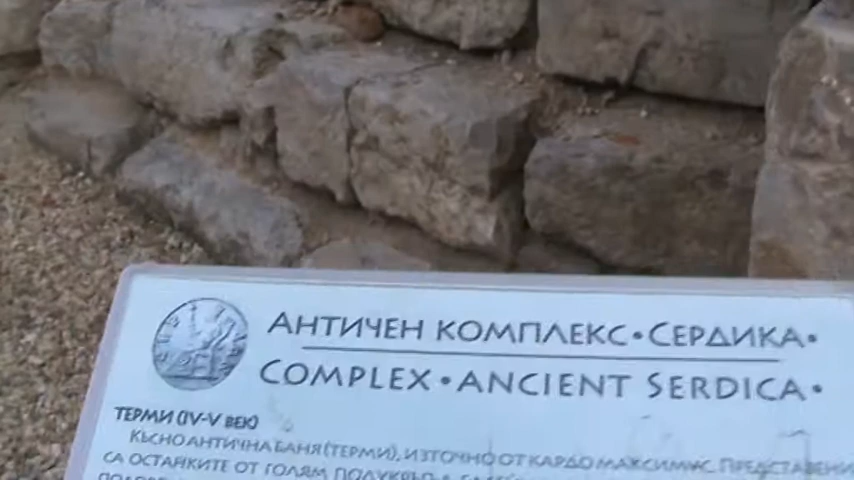 АНТИЧЕН КОМПЛЕКС•СЕРДИКА•
COMPLEX•ANCIENT SERDICA•
ТЕРМИ (IV-V ВЕК)
КЪСНОАНТИЧНА БАНЯ(ТЕРМИ), ИЗТОЧНО ОТ КАРДО МАКСИМУС. ПРЕДСТАВЕНИ
СА ОСТАНКИТЕ ОТ ГОЛЯМ